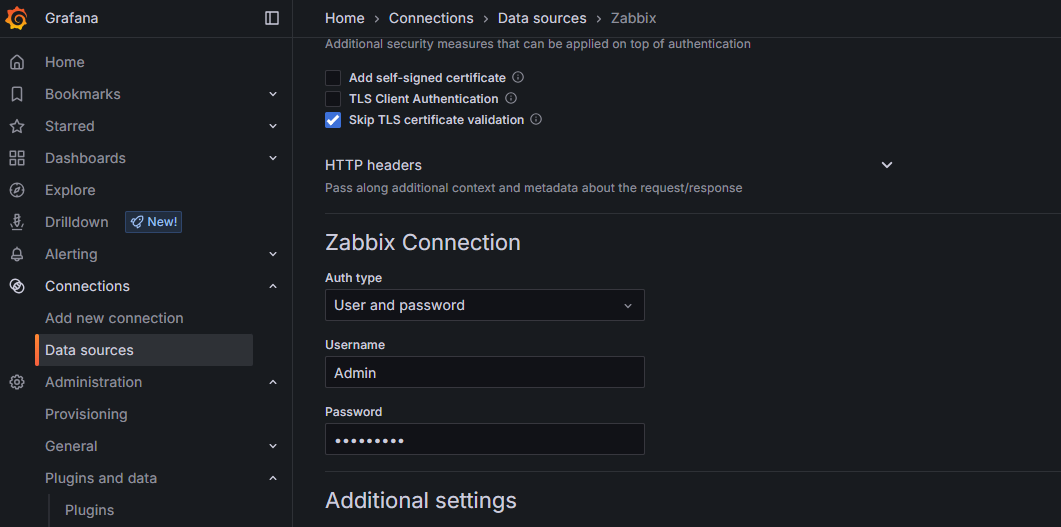 Grafana
Home
Bookmarks
Starred
Dashboards
Explore
Drilldown New!
Alerting
Connections
Add new connection
Data sources
Administration
Provisioning
General
Plugins and data
Plugins
Home › Connections › Data sources › Zabbix
Additional security measures that can be applied on top of authentication
Add self-signed certificate
TLS Client Authentication
Skip TLS certificate validation
HTTP headers
Pass along additional context and metadata about the request/response
Zabbix Connection
Auth type
User and password
Username
Admin
Password
•••••••••
Additional settings